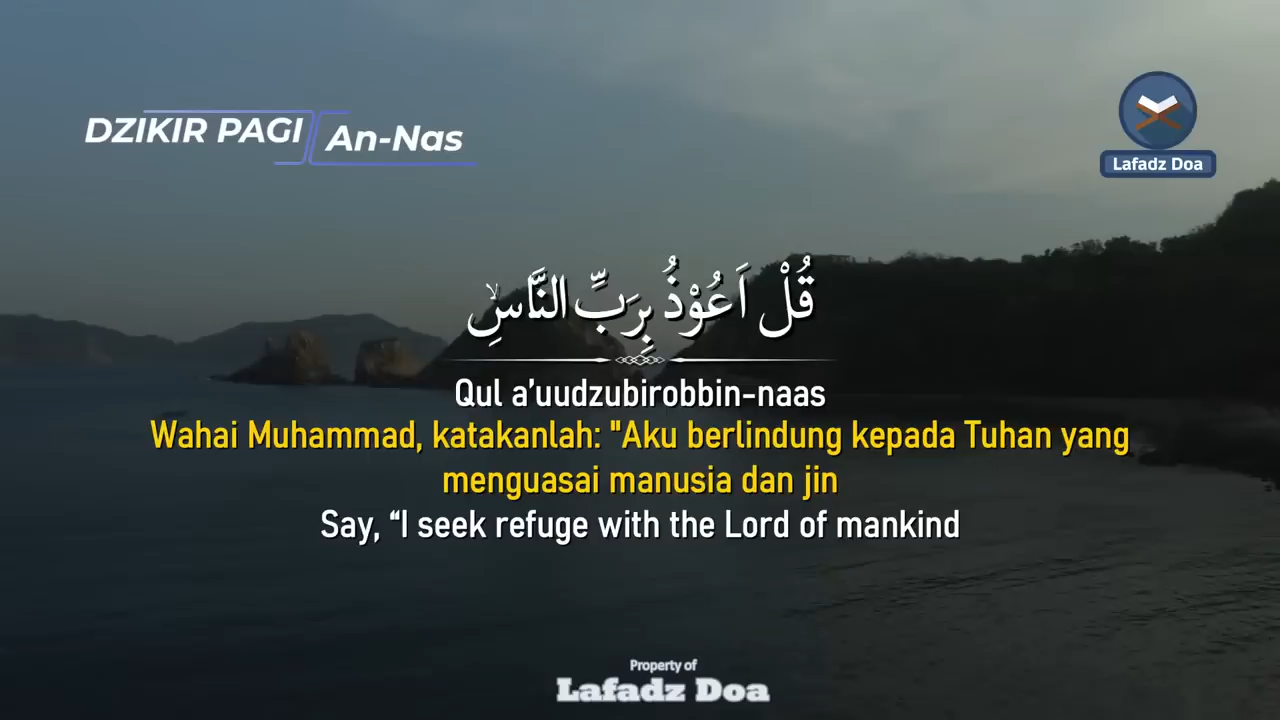 DZIKIR PAGI
An-Nas
Lafadz Doa
قُلْ اَعُوْذُ بِرَبِّ النَّاسِۙ
Qul a’uudzubirobbin-naas
Wahai Muhammad, katakanlah: "Aku berlindung kepada Tuhan yang
menguasai manusia dan jin
Say, “I seek refuge with the Lord of mankind
Property of
Lafadz Doa